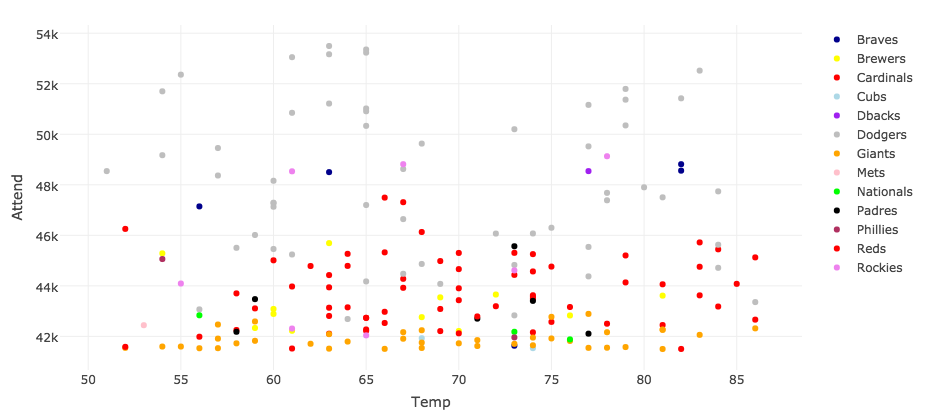 54k
52k
50k
48k
46k
44k
42k
Attend
50 55 60 65 70 75 80 85
Temp
Braves
Brewers
Cardinals
Cubs
Dbacks
Dodgers
Giants
Mets
Nationals
Padres
Phillies
Reds
Rockies